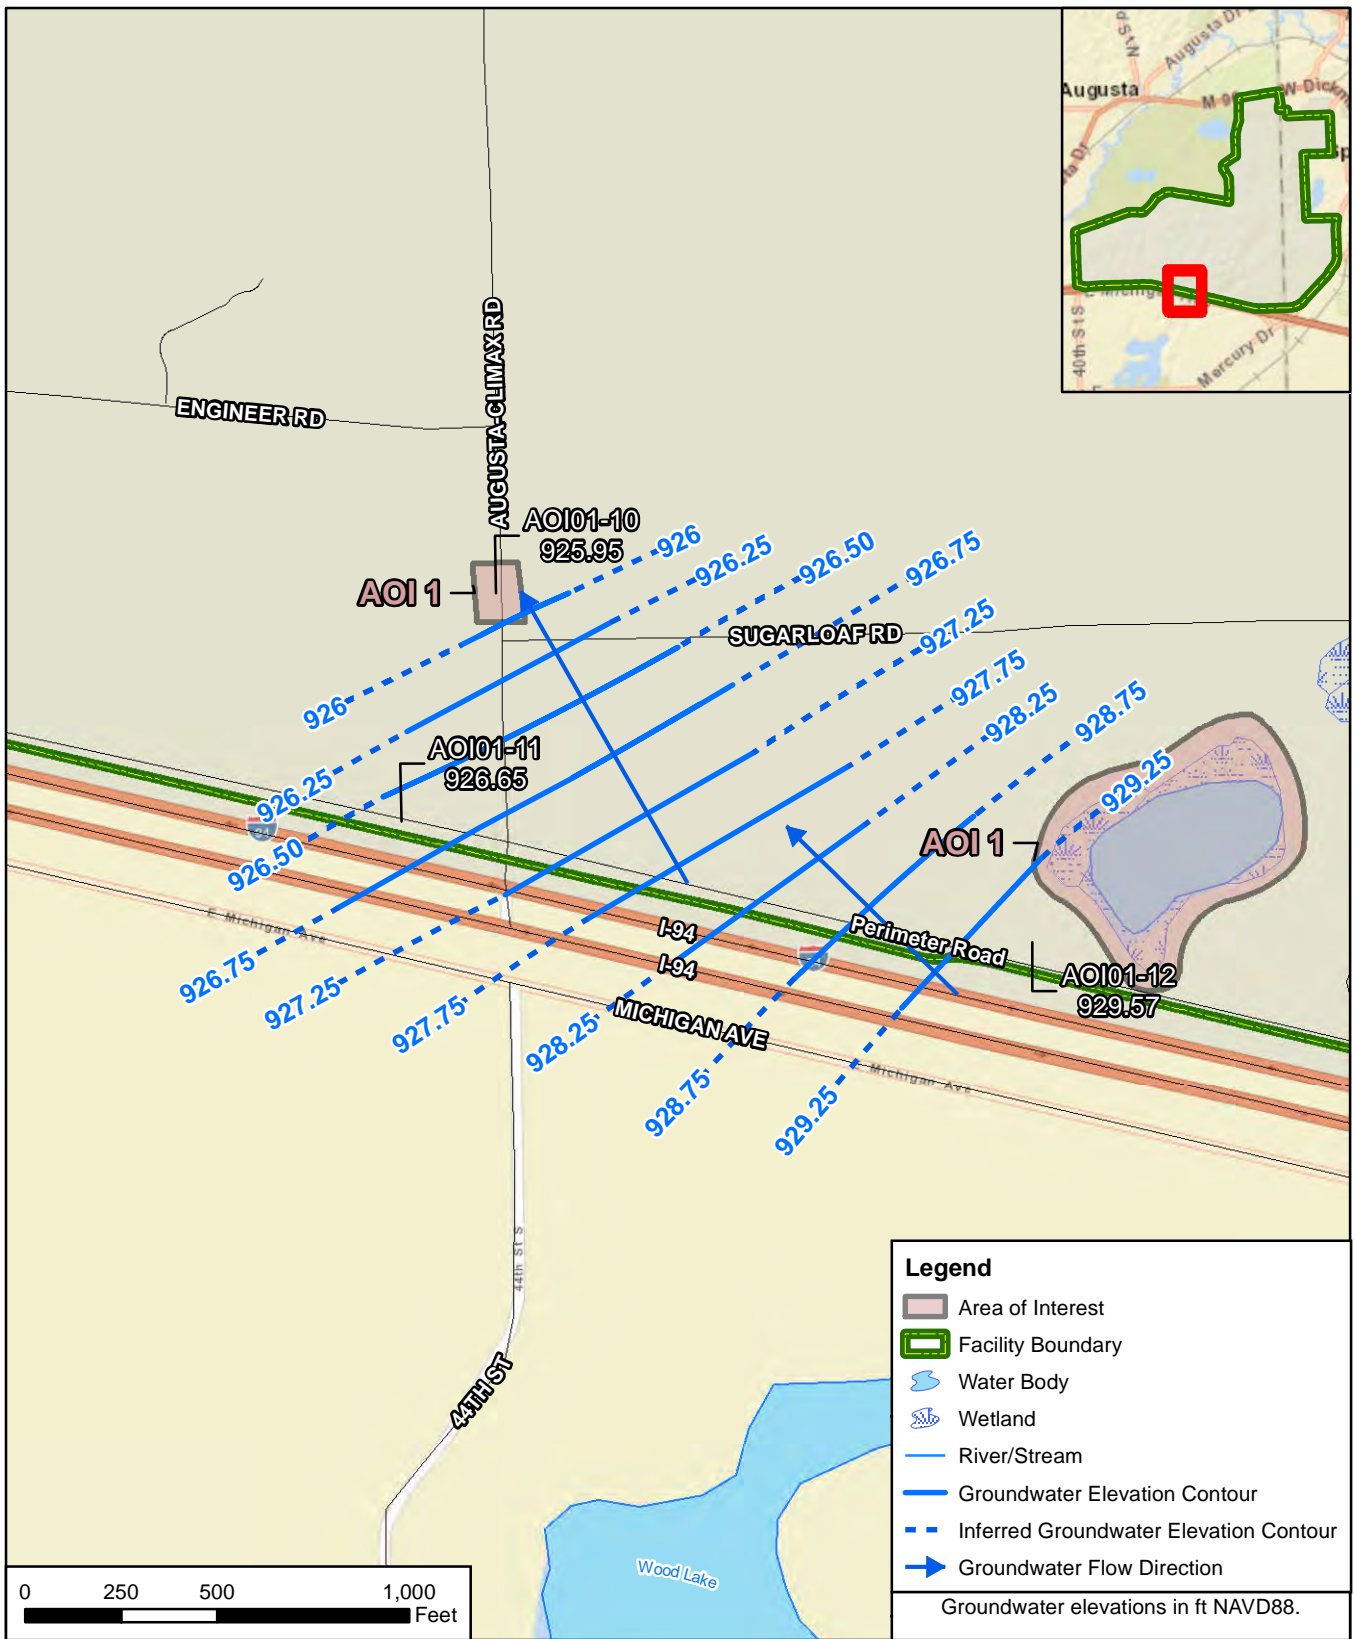 Augusta
Augusta Dr
M 96
W Dickm
40th St S
E Michig
Mercury Dr
ENGINEER RD
AUGUSTA-CLIMAX RD
AOI01-10
925.95
AOI 1
926
926.25
926.50
926.75
927.25
927.75
928.25
928.75
929.25
SUGARLOAF RD
AOI01-11
926.65
926
926.25
926.50
926.75
927.25
927.75
928.25
928.75
929.25
AOI 1
AOI01-12
929.57
Perimeter Road
I-94
I-94
E Michigan Ave
MICHIGAN AVE
E Michigan Ave
44th St S
44TH ST
Wood Lake
Legend
Area of Interest
Facility Boundary
Water Body
Wetland
River/Stream
Groundwater Elevation Contour
Inferred Groundwater Elevation Contour
Groundwater Flow Direction
Groundwater elevations in ft NAVD88.
0 250 500 1,000
Feet